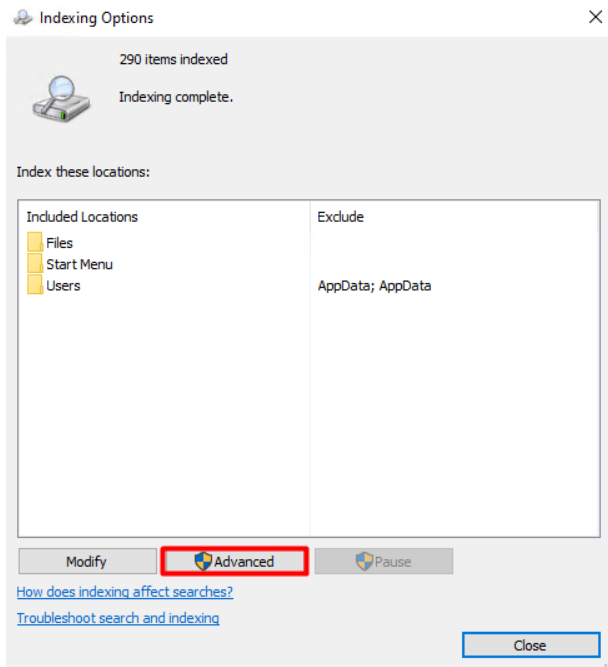 Indexing Options
290 items indexed
Indexing complete.
Index these locations:
Included Locations Exclude
Files
Start Menu
Users AppData; AppData
Modify Advanced Pause
How does indexing affect searches?
Troubleshoot search and indexing
Close